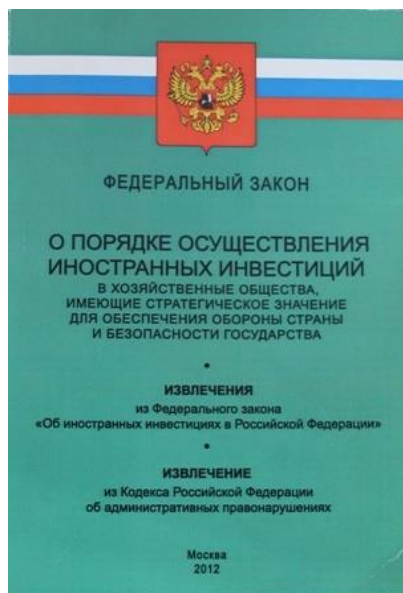 ФЕДЕРАЛЬНЫЙ ЗАКОН
О ПОРЯДКЕ ОСУЩЕСТВЛЕНИЯ
ИНОСТРАННЫХ ИНВЕСТИЦИЙ
В ХОЗЯЙСТВЕННЫЕ ОБЩЕСТВА,
ИМЕЮЩИЕ СТРАТЕГИЧЕСКОЕ ЗНАЧЕНИЕ
ДЛЯ ОБЕСПЕЧЕНИЯ ОБОРОНЫ СТРАНЫ
И БЕЗОПАСНОСТИ ГОСУДАРСТВА
•
ИЗВЛЕЧЕНИЯ
из Федерального закона
«Об иностранных инвестициях в Российской Федерации»
•
ИЗВЛЕЧЕНИЕ
из Кодекса Российской Федерации
об административных правонарушениях
Москва
2012